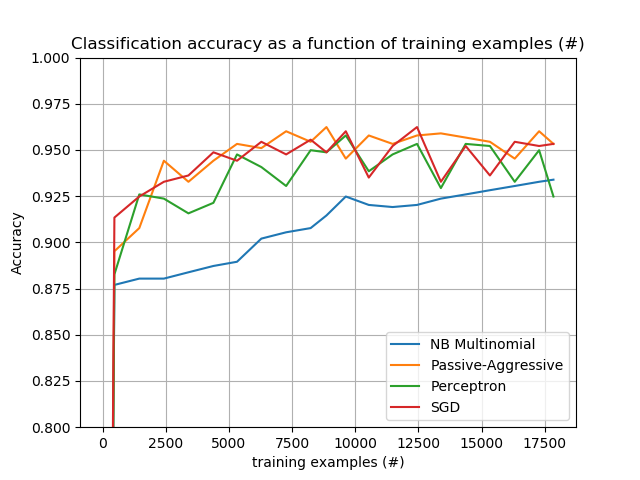 Classification accuracy as a function of training examples (#)
1.000
0.975
0.950
0.925
0.900
0.875
0.850
0.825
0.800
Accuracy
0 2500 5000 7500 10000 12500 15000 17500
training examples (#)
NB Multinomial
Passive-Aggressive
Perceptron
SGD